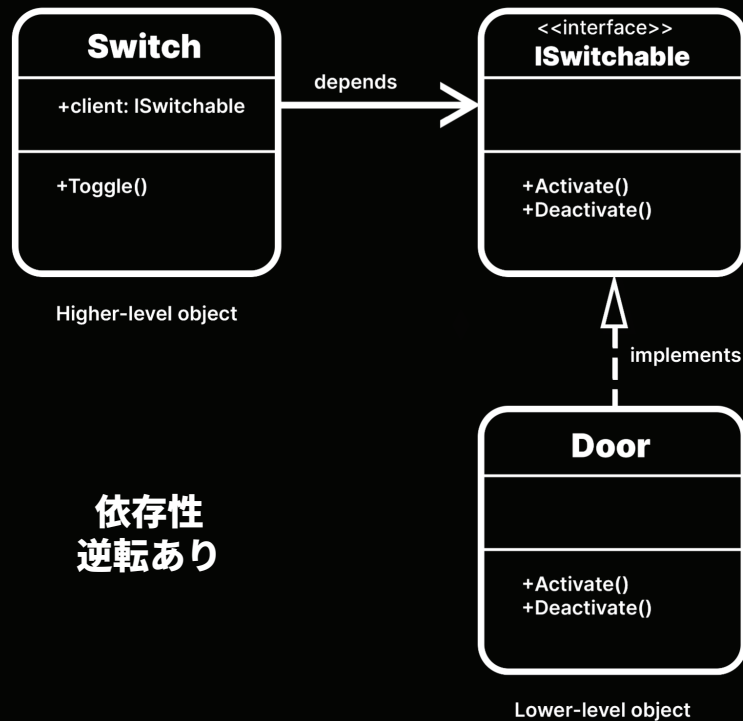 Switch
+client: ISwitchable
+Toggle()
Higher-level object
depends
<<interface>>
ISwitchable
+Activate()
+Deactivate()
implements
Door
+Activate()
+Deactivate()
Lower-level object
依存性
逆転あり